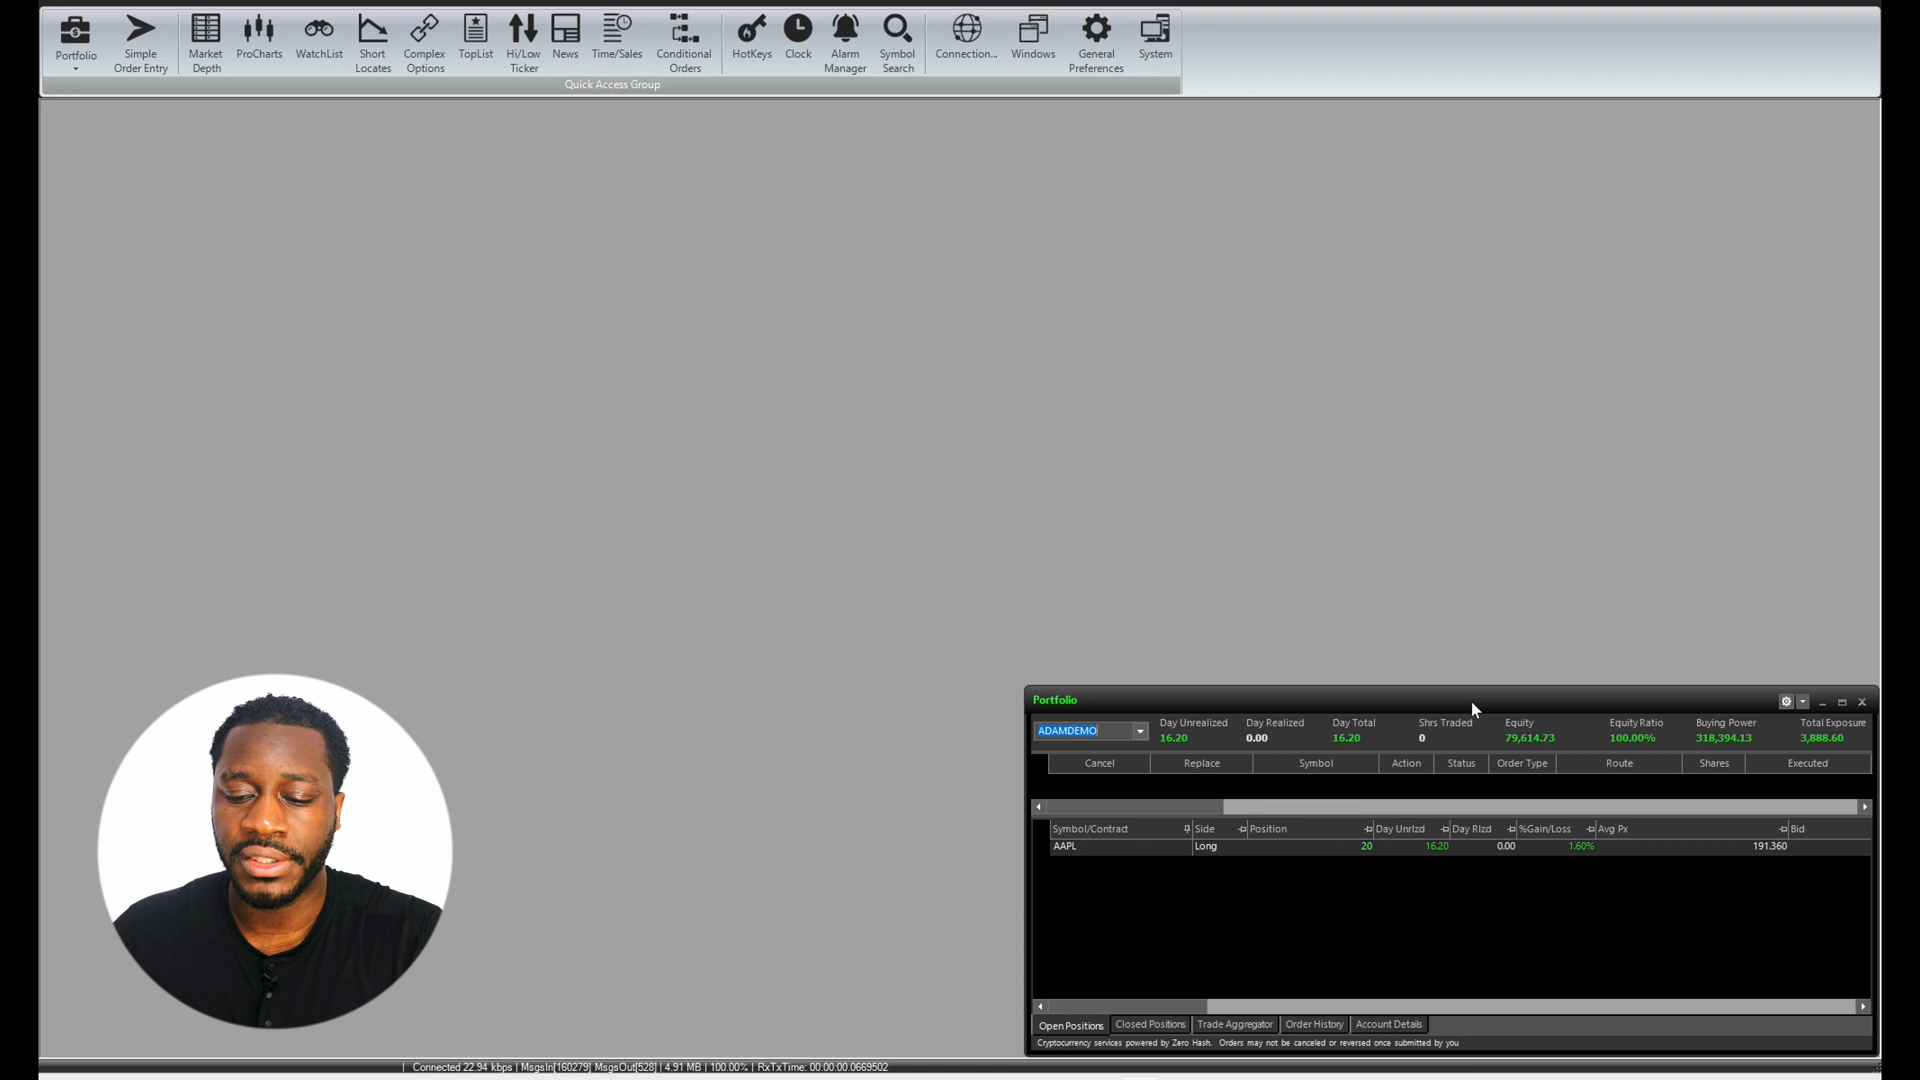 Portfolio
Simple Order Entry
Market Depth
ProCharts
WatchList
Short Locates
Complex Options
TopList
Hi/Low Ticker
News
Time/Sales
Conditional Orders
HotKeys
Clock
Alarm Manager
Symbol Search
Connection...
Windows
General Preferences
System
Quick Access Group
Portfolio
ADAMDEMO
Day Unrealized Day Realized Day Total Shrs Traded Equity Equity Ratio Buying Power Total Exposure
16.20 0.00 16.20 0 79,614.73 100.00% 318,394.13 3,888.60
Cancel Replace Symbol Action Status Order Type Route Shares Executed
Symbol/Contract Side Position Day Unrlzd Day Rlzd %Gain/Loss Avg Px Bid
AAPL Long 20 16.20 0.00 1.60% 191.360
Open Positions Closed Positions Trade Aggregator Order History Account Details
Cryptocurrency services powered by Zero Hash. Orders may not be canceled or reversed once submitted by you
| Connected 22.94 kbps | MsgsIn[160279] MsgsOut[528] | 4.91 MB | 100.00% | RxTxTime: 00:00:00.0669502